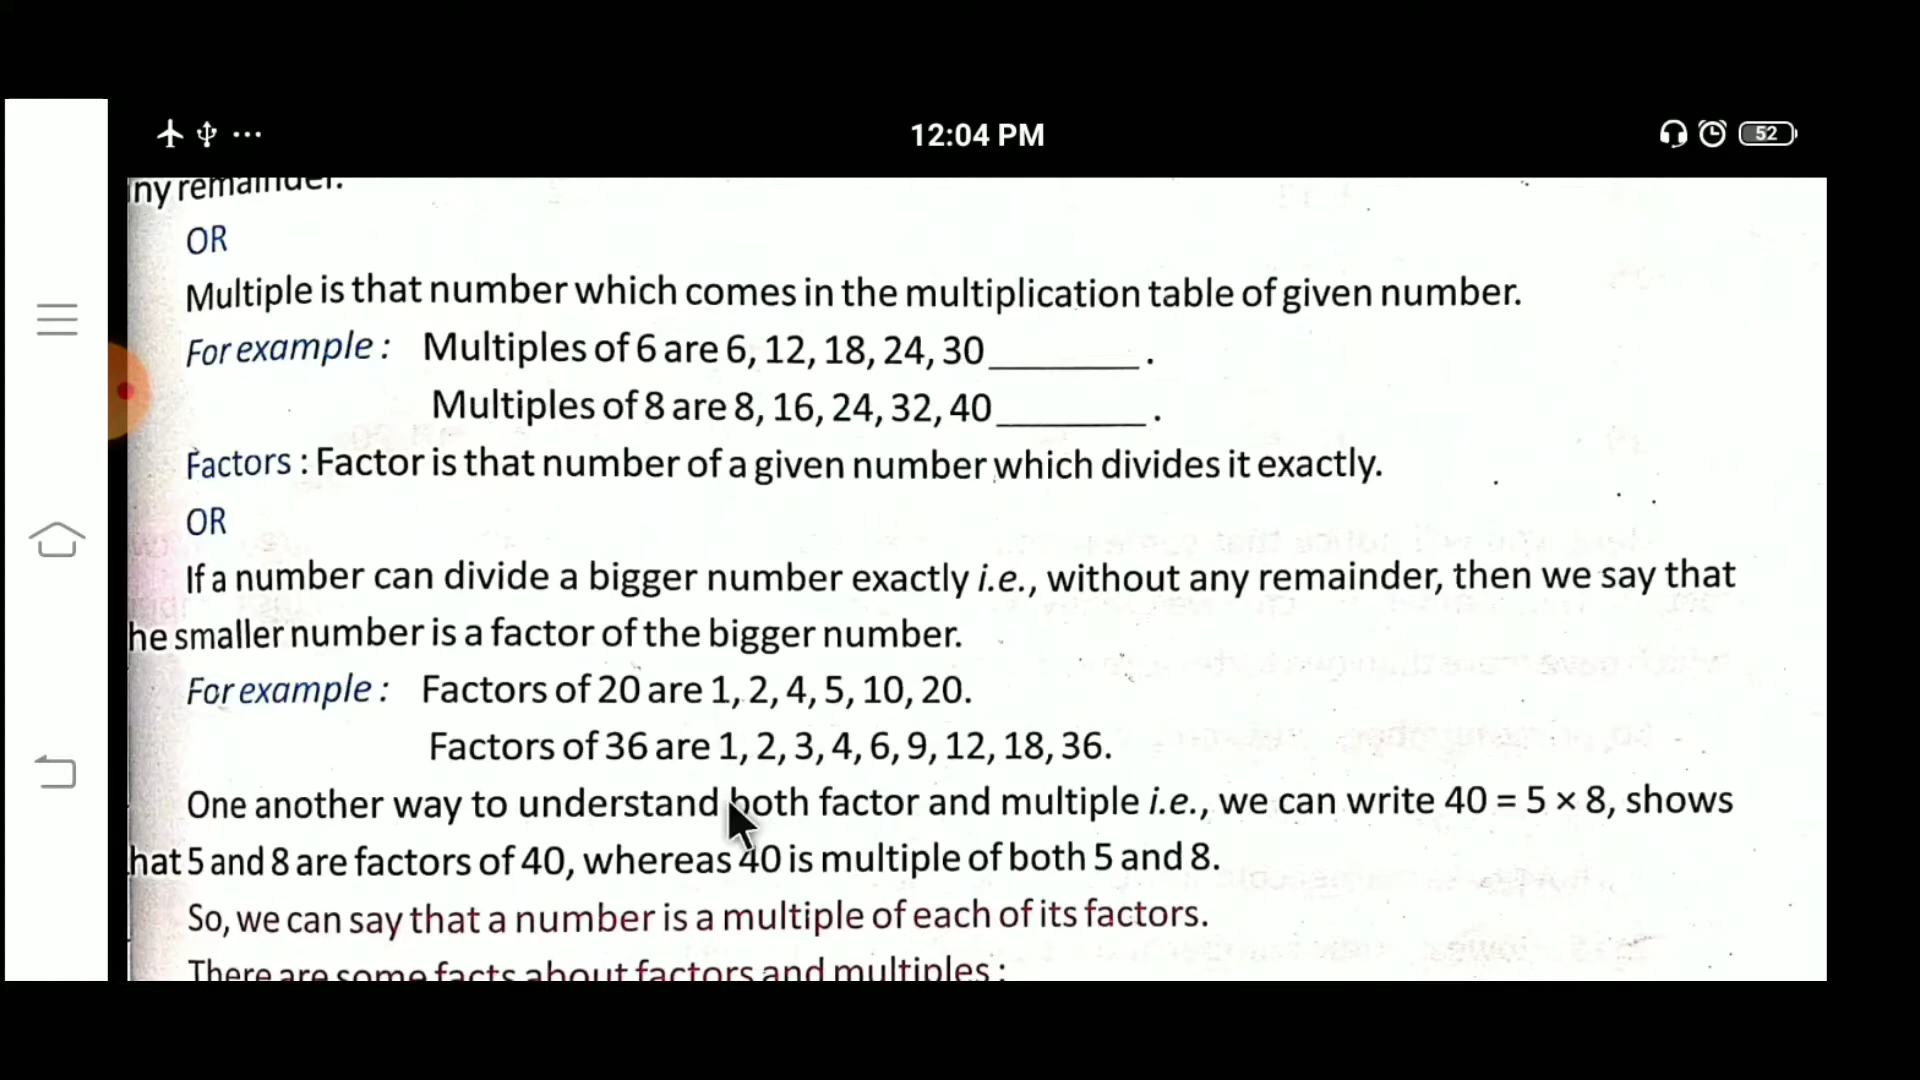 12:04 PM
52
ny remainder.
OR
Multiple is that number which comes in the multiplication table of given number.
For example : Multiples of 6 are 6, 12, 18, 24, 30________ .
Multiples of 8 are 8, 16, 24, 32, 40________ .
Factors : Factor is that number of a given number which divides it exactly.
OR
If a number can divide a bigger number exactly i.e., without any remainder, then we say that
he smaller number is a factor of the bigger number.
For example : Factors of 20 are 1, 2, 4, 5, 10, 20.
Factors of 36 are 1, 2, 3, 4, 6, 9, 12, 18, 36.
One another way to understand both factor and multiple i.e., we can write 40 = 5 × 8, shows
hat 5 and 8 are factors of 40, whereas 40 is multiple of both 5 and 8.
So, we can say that a number is a multiple of each of its factors.
There are some facts about factors and multiples :